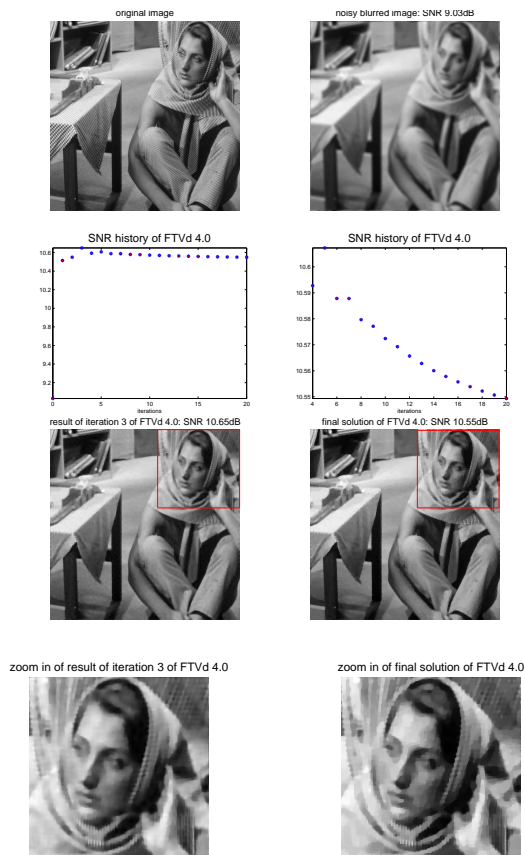 original image
noisy blurred image: SNR 9.03dB
SNR history of FTVd 4.0
10.6
10.4
10.2
10
9.8
9.6
9.4
9.2
0 5 10 15 20
iterations
SNR history of FTVd 4.0
10.6
10.59
10.58
10.57
10.56
10.55
4 6 8 10 12 14 16 18 20
iterations
result of iteration 3 of FTVd 4.0: SNR 10.65dB
final solution of FTVd 4.0: SNR 10.55dB
zoom in of result of iteration 3 of FTVd 4.0
zoom in of final solution of FTVd 4.0